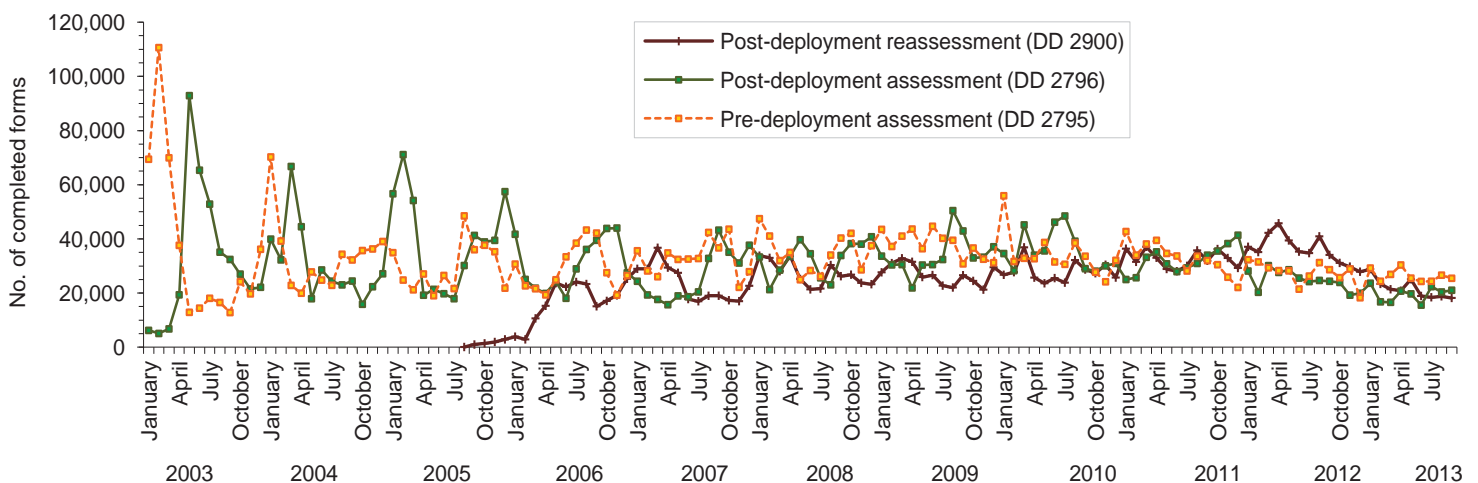 120,000
100,000
80,000
60,000
40,000
20,000
0
No. of completed forms
Post-deployment reassessment (DD 2900)
Post-deployment assessment (DD 2796)
Pre-deployment assessment (DD 2795)
January April July October January April July October January April July October January April July October January April July October January April July October January April July October January April July October January April July October January April July October January April July
2003 2004 2005 2006 2007 2008 2009 2010 2011 2012 2013